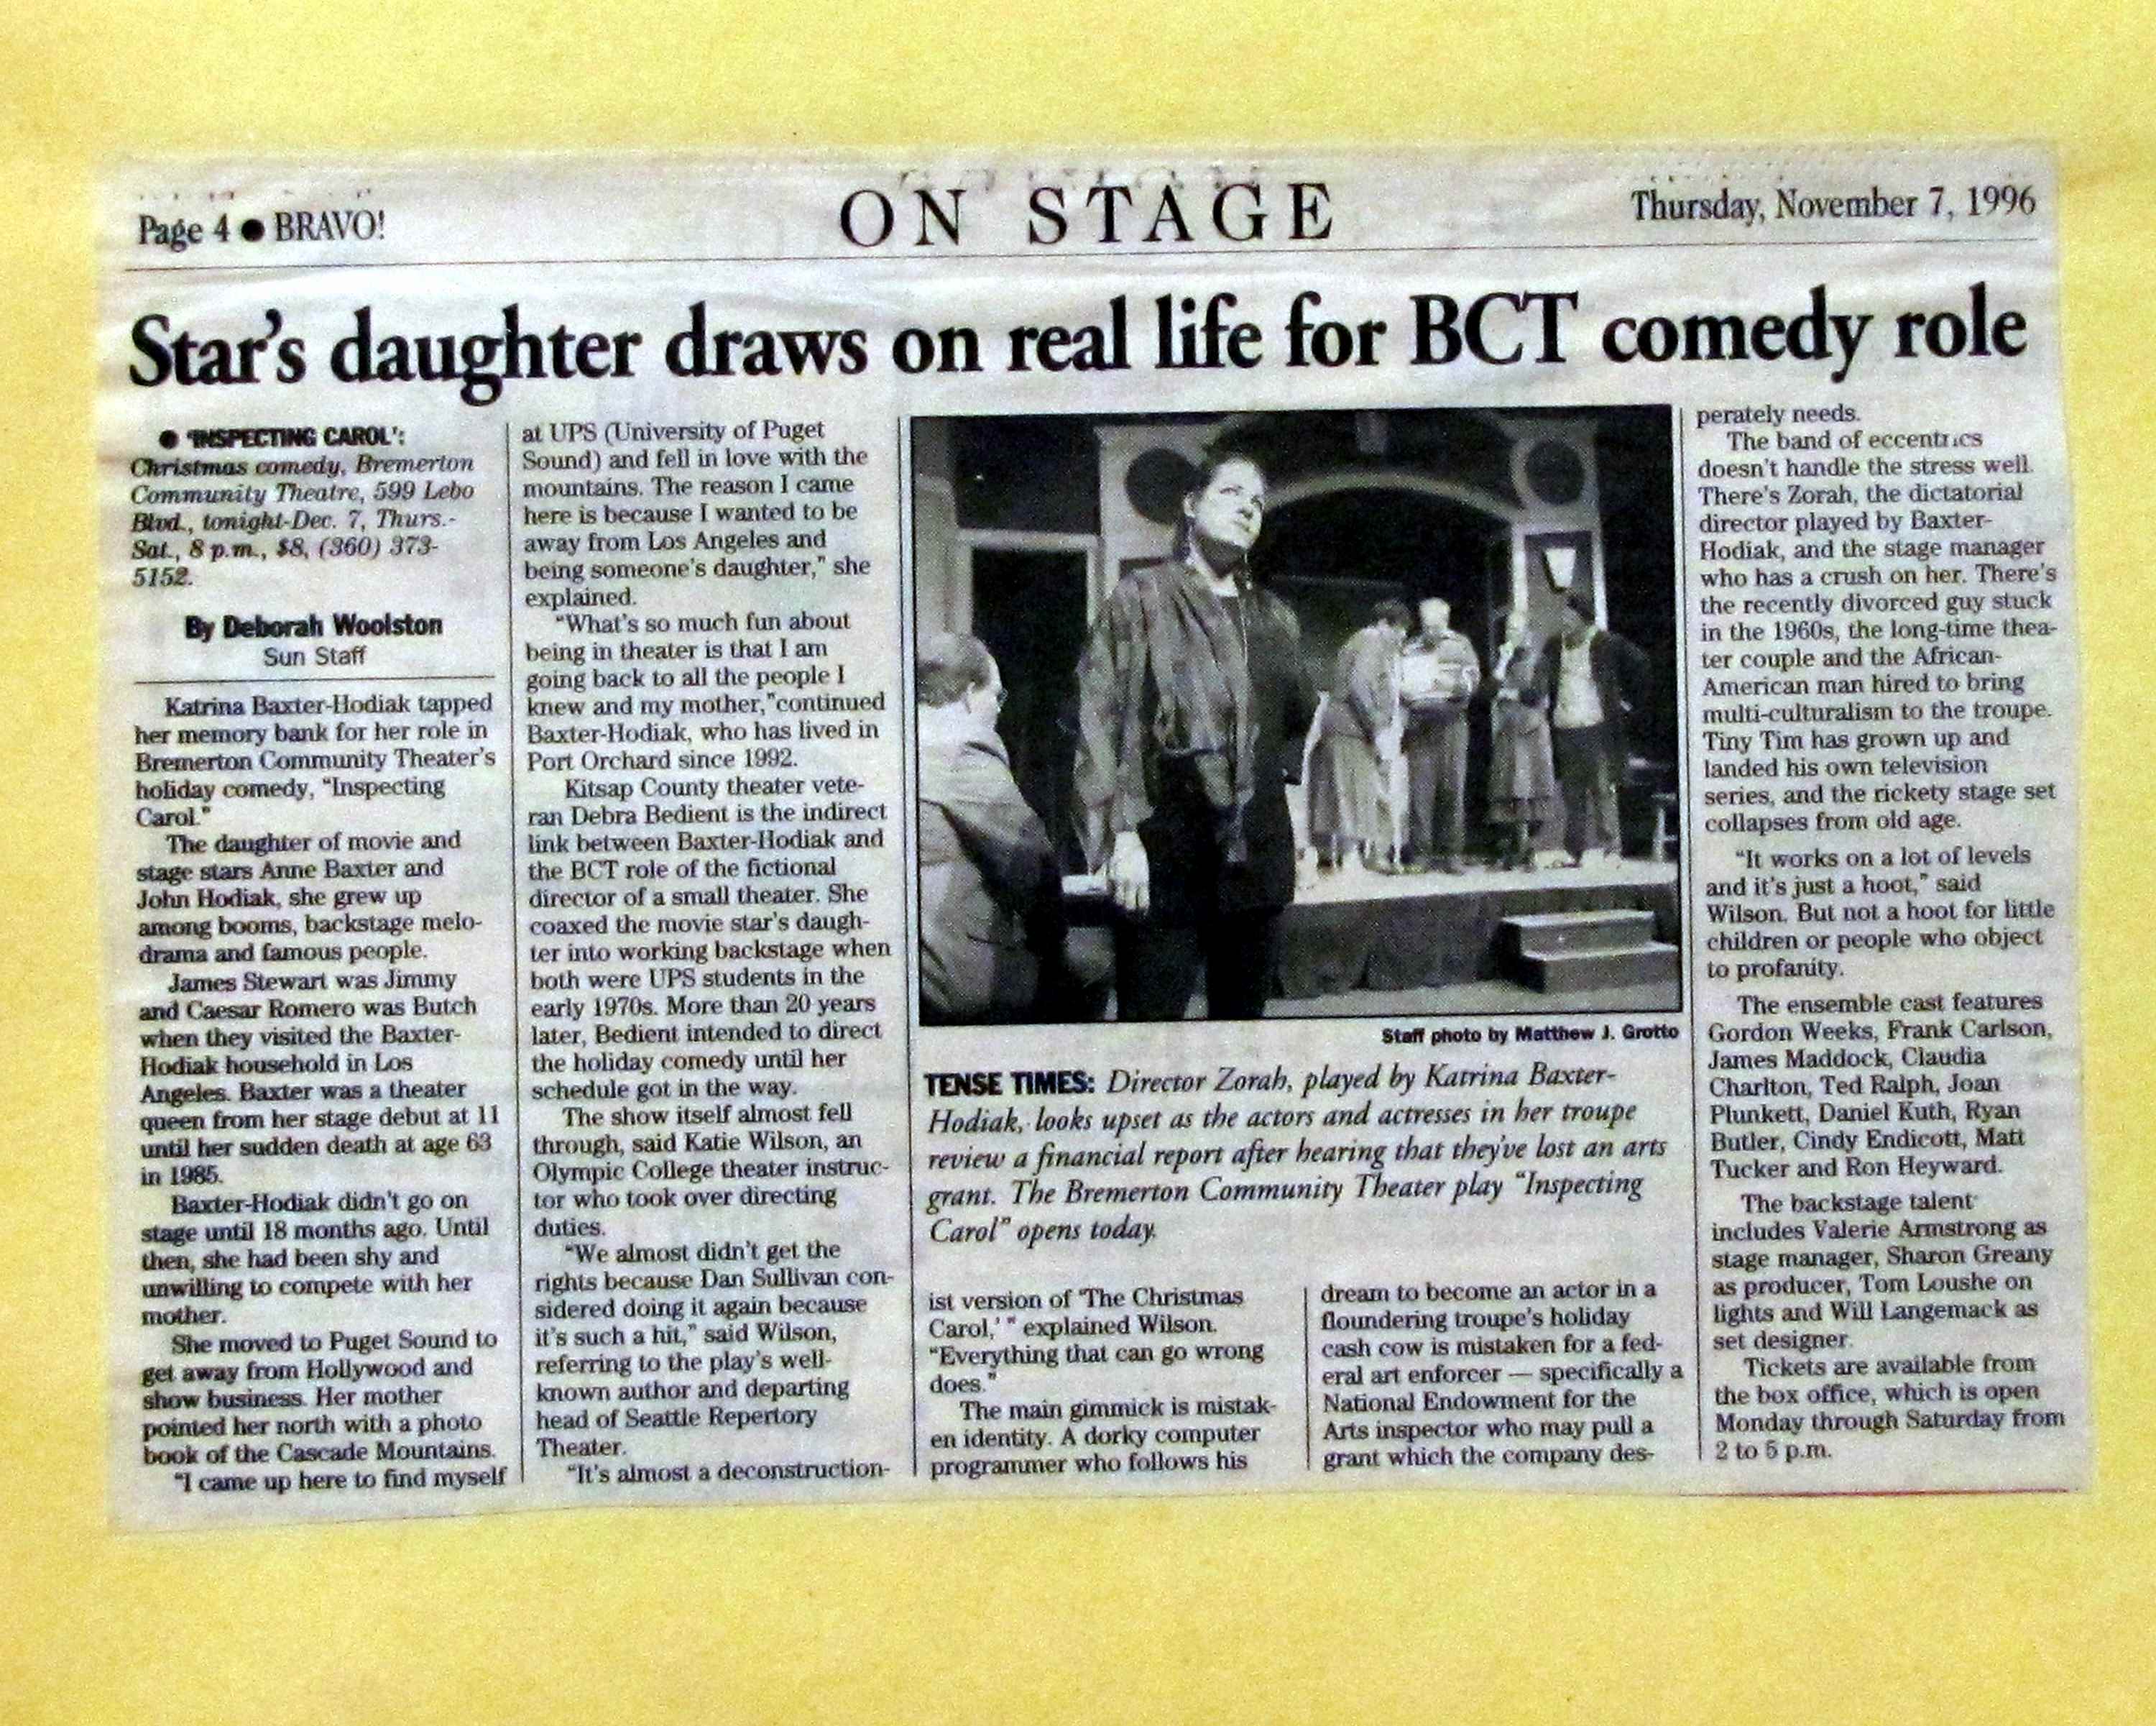 Page 4 ● BRAVO!
ON STAGE
Thursday, November 7, 1996
Star's daughter draws on real life for BCT comedy role
● 'INSPECTING CAROL':
Christmas comedy, Bremerton
Community Theatre, 599 Lebo
Blvd., tonight-Dec. 7, Thurs.-
Sat., 8 p.m., $8, (360) 373-
5152.
By Deborah Woolston
Sun Staff
Katrina Baxter-Hodiak tapped
her memory bank for her role in
Bremerton Community Theater's
holiday comedy, "Inspecting
Carol."
The daughter of movie and
stage stars Anne Baxter and
John Hodiak, she grew up
among booms, backstage melo-
drama and famous people.
James Stewart was Jimmy
and Caesar Romero was Butch
when they visited the Baxter-
Hodiak household in Los
Angeles. Baxter was a theater
queen from her stage debut at 11
until her sudden death at age 63
in 1985.
Baxter-Hodiak didn't go on
stage until 18 months ago. Until
then, she had been shy and
unwilling to compete with her
mother.
She moved to Puget Sound to
get away from Hollywood and
show business. Her mother
pointed her north with a photo
book of the Cascade Mountains.
"I came up here to find myself
at UPS (University of Puget
Sound) and fell in love with the
mountains. The reason I came
here is because I wanted to be
away from Los Angeles and
being someone's daughter," she
explained.
"What's so much fun about
being in theater is that I am
going back to all the people I
knew and my mother,"continued
Baxter-Hodiak, who has lived in
Port Orchard since 1992.
Kitsap County theater vete-
ran Debra Bedient is the indirect
link between Baxter-Hodiak and
the BCT role of the fictional
director of a small theater. She
coaxed the movie star's daugh-
ter into working backstage when
both were UPS students in the
early 1970s. More than 20 years
later, Bedient intended to direct
the holiday comedy until her
schedule got in the way.
The show itself almost fell
through, said Katie Wilson, an
Olympic College theater instruc-
tor who took over directing
duties.
"We almost didn't get the
rights because Dan Sullivan con-
sidered doing it again because
it's such a hit," said Wilson,
referring to the play's well-
known author and departing
head of Seattle Repertory
Theater.
"It's almost a deconstruction-
Staff photo by Matthew J. Grotto
TENSE TIMES: Director Zorah, played by Katrina Baxter-
Hodiak, looks upset as the actors and actresses in her troupe
review a financial report after hearing that they've lost an arts
grant. The Bremerton Community Theater play "Inspecting
Carol" opens today.
ist version of 'The Christmas
Carol,' " explained Wilson.
"Everything that can go wrong
does."
The main gimmick is mistak-
en identity. A dorky computer
programmer who follows his
dream to become an actor in a
floundering troupe's holiday
cash cow is mistaken for a fed-
eral art enforcer — specifically a
National Endowment for the
Arts inspector who may pull a
grant which the company des-
perately needs.
The band of eccentrics
doesn't handle the stress well.
There's Zorah, the dictatorial
director played by Baxter-
Hodiak, and the stage manager
who has a crush on her. There's
the recently divorced guy stuck
in the 1960s, the long-time thea-
ter couple and the African-
American man hired to bring
multi-culturalism to the troupe.
Tiny Tim has grown up and
landed his own television
series, and the rickety stage set
collapses from old age.
"It works on a lot of levels
and it's just a hoot," said
Wilson. But not a hoot for little
children or people who object
to profanity.
The ensemble cast features
Gordon Weeks, Frank Carlson,
James Maddock, Claudia
Charlton, Ted Ralph, Joan
Plunkett, Daniel Kuth, Ryan
Butler, Cindy Endicott, Matt
Tucker and Ron Heyward.
The backstage talent
includes Valerie Armstrong as
stage manager, Sharon Greany
as producer, Tom Loushe on
lights and Will Langemack as
set designer.
Tickets are available from
the box office, which is open
Monday through Saturday from
2 to 5 p.m.